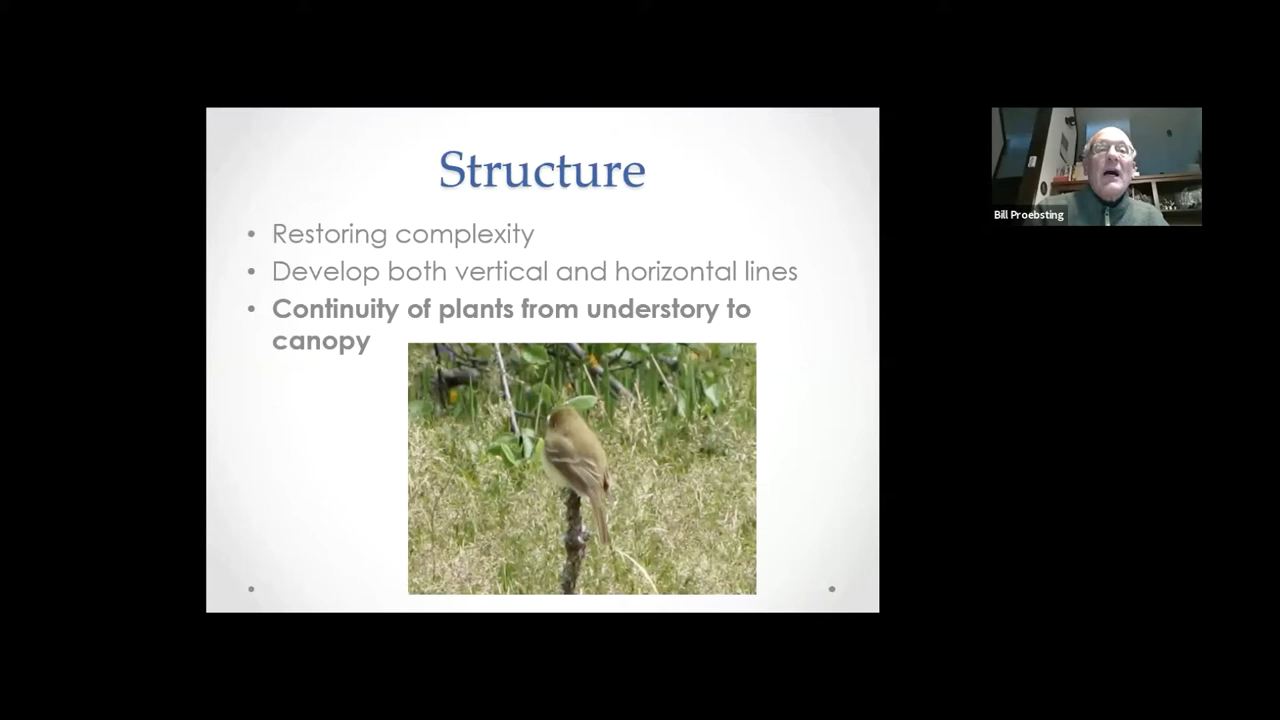 Structure
• Restoring complexity
• Develop both vertical and horizontal lines
• Continuity of plants from understory to
canopy
Bill Proebsting